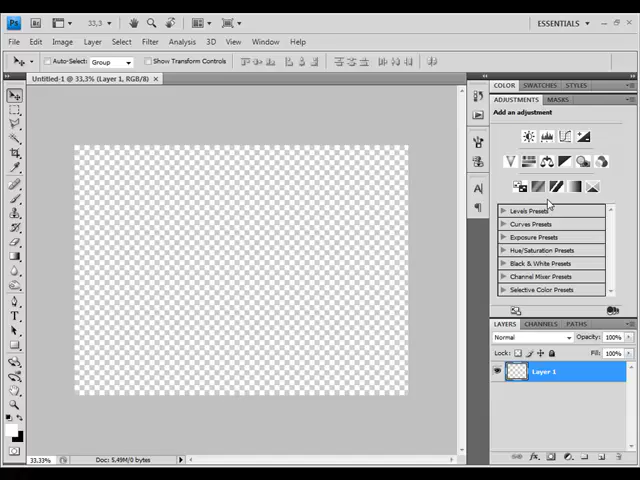 Ps Br 33,3 ESSENTIALS
File Edit Image Layer Select Filter Analysis 3D View Window Help
Auto-Select: Group Show Transform Controls
Untitled-1 @ 33,3% (Layer 1, RGB/8) ×
COLOR SWATCHES STYLES
ADJUSTMENTS MASKS
Add an adjustment
Levels Presets
Curves Presets
Exposure Presets
Hue/Saturation Presets
Black & White Presets
Channel Mixer Presets
Selective Color Presets
LAYERS CHANNELS PATHS
Normal Opacity: 100%
Lock: Fill: 100%
Layer 1
33.33% Doc: 5,49M/0 bytes